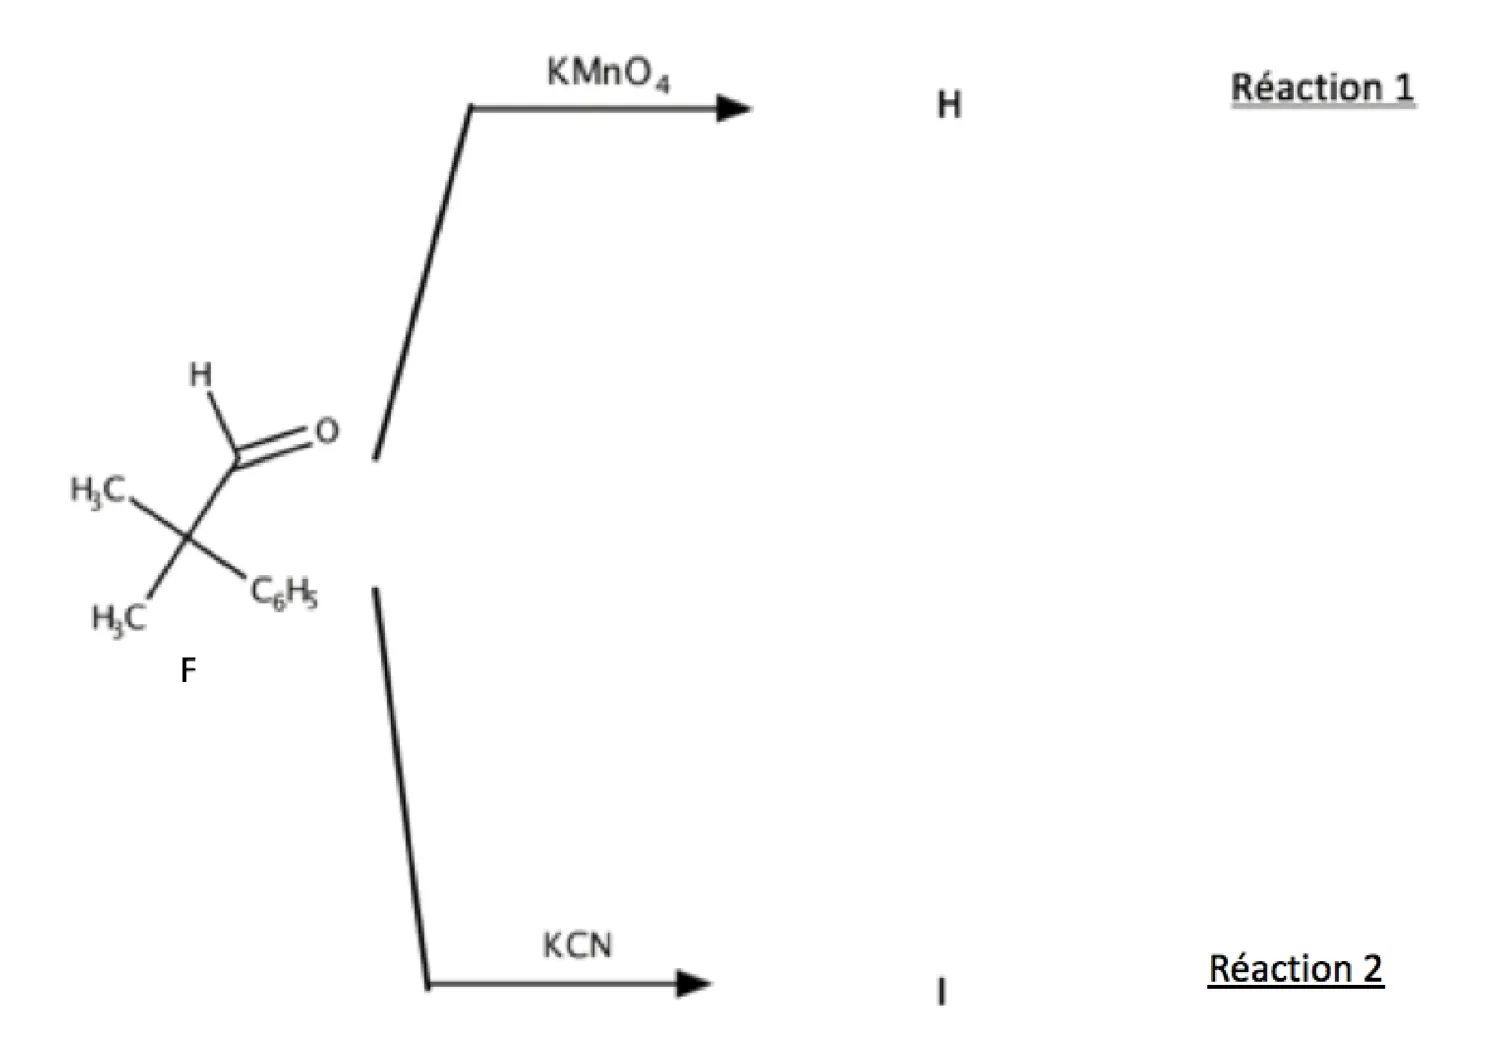 KMnO₄
H
Réaction 1
H
O
H₃C
C₆H₅
H₃C
F
KCN
I
Réaction 2